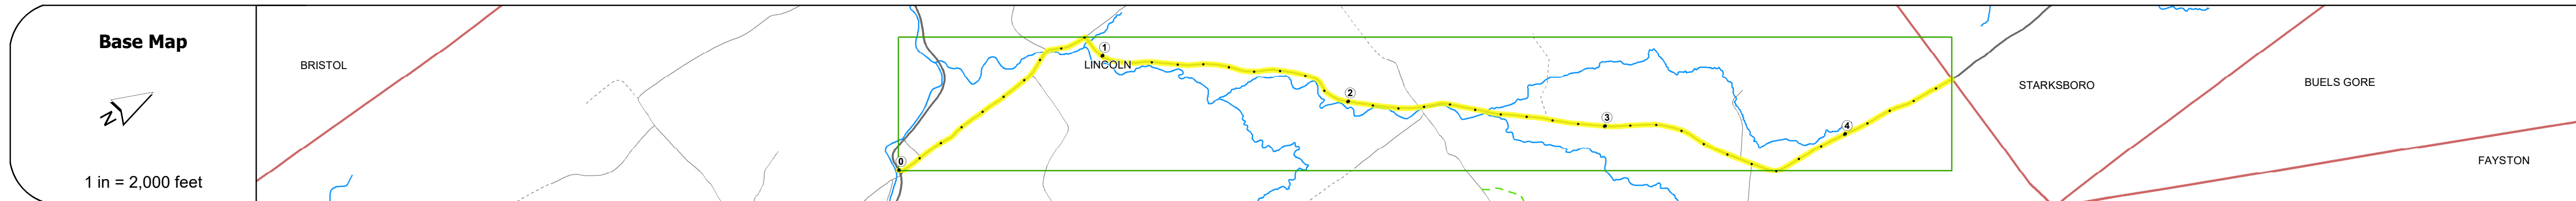 Base Map
N
1 in = 2,000 feet
BRISTOL
LINCOLN
0
1
2
3
4
STARKSBORO
BUELS GORE
FAYSTON